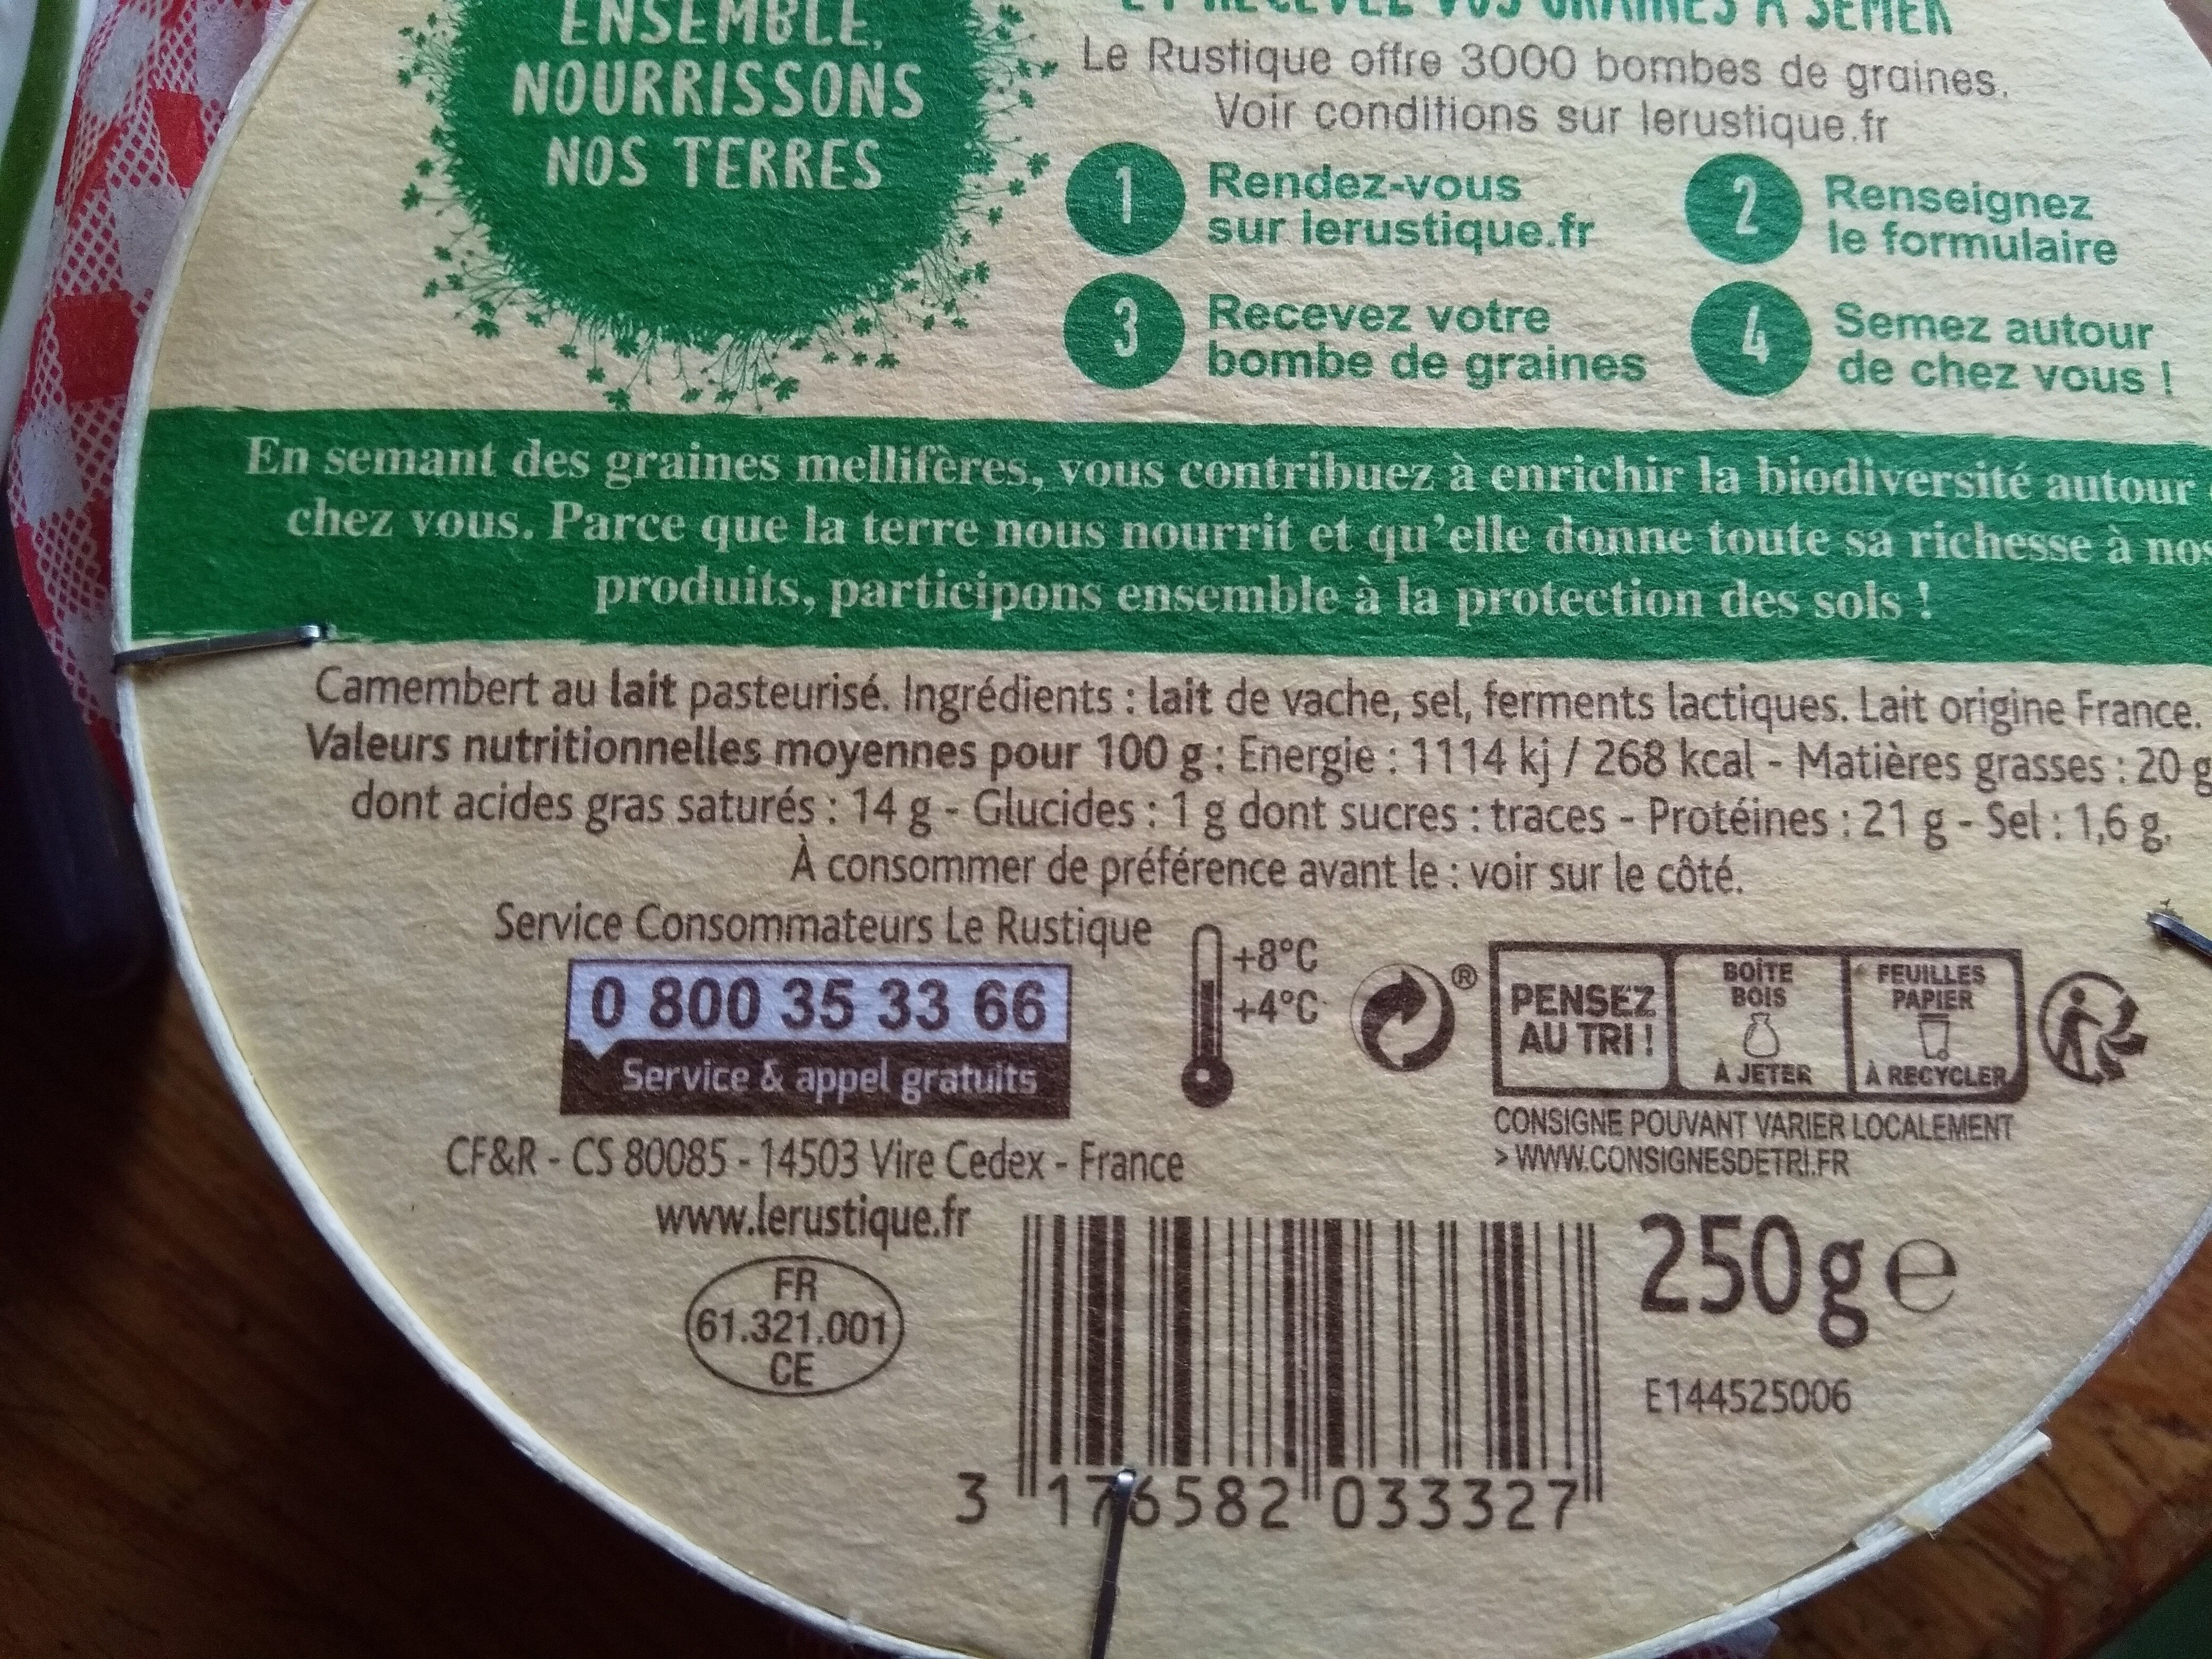 ENSEMBLE,
NOURRISSONS
NOS TERRES
ET RECEVEZ VOS GRAINES À SEMER
Le Rustique offre 3000 bombes de graines.
Voir conditions sur lerustique.fr
1 Rendez-vous
sur lerustique.fr
2 Renseignez
le formulaire
3 Recevez votre
bombe de graines
4 Semez autour
de chez vous !
En semant des graines mellifères, vous contribuez à enrichir la biodiversité autour
chez vous. Parce que la terre nous nourrit et qu'elle donne toute sa richesse à nos
produits, participons ensemble à la protection des sols !
Camembert au lait pasteurisé. Ingrédients : lait de vache, sel, ferments lactiques. Lait origine France.
Valeurs nutritionnelles moyennes pour 100 g : Energie : 1114 kj / 268 kcal - Matières grasses : 20 g
dont acides gras saturés : 14 g - Glucides : 1 g dont sucres : traces - Protéines : 21 g - Sel : 1,6 g.
À consommer de préférence avant le : voir sur le côté.
Service Consommateurs Le Rustique
0 800 35 33 66
Service & appel gratuits
+8°C
+4°C
®
PENSEZ
AU TRI !
BOÎTE
BOIS
À JETER
FEUILLES
PAPIER
À RECYCLER
CONSIGNE POUVANT VARIER LOCALEMENT
> WWW.CONSIGNESDETRI.FR
CF&R - CS 80085 - 14503 Vire Cedex - France
www.lerustique.fr
FR
61.321.001
CE
250 g e
E144525006
3 176582 033327